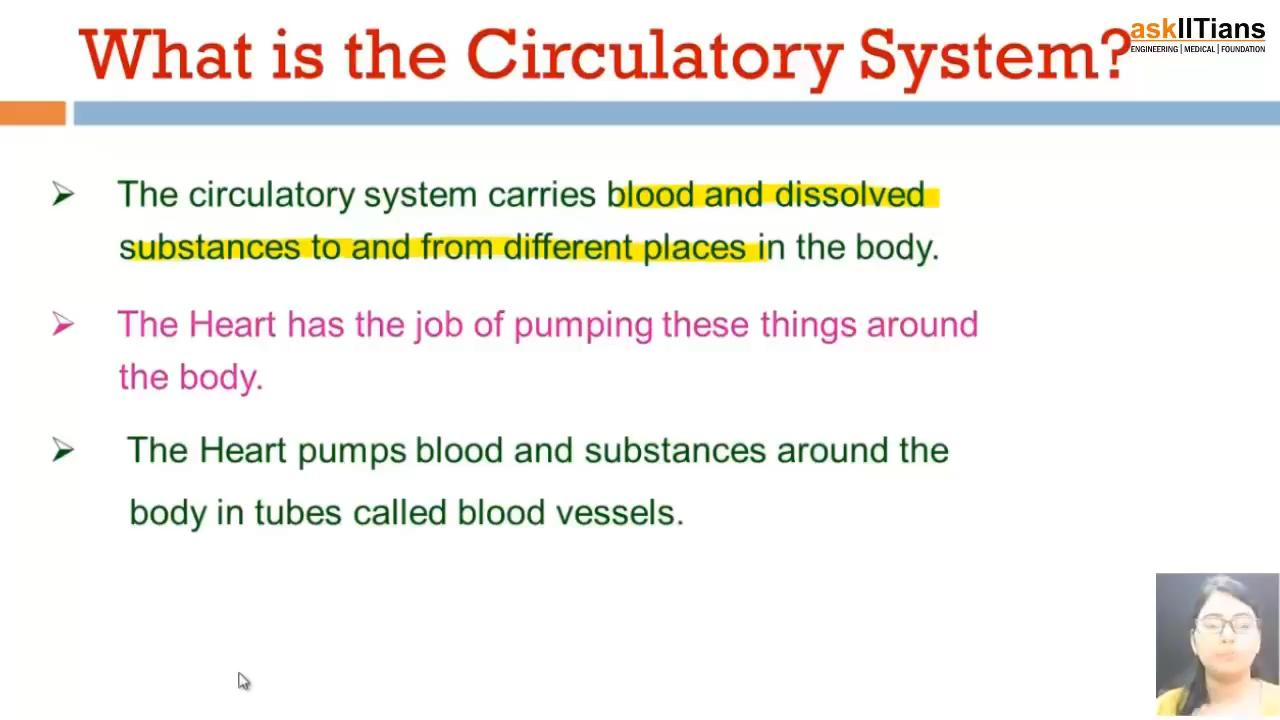 What is the Circulatory System?
askIITians
ENGINEERING | MEDICAL | FOUNDATION
The circulatory system carries blood and dissolved
substances to and from different places in the body.
The Heart has the job of pumping these things around
the body.
The Heart pumps blood and substances around the
body in tubes called blood vessels.